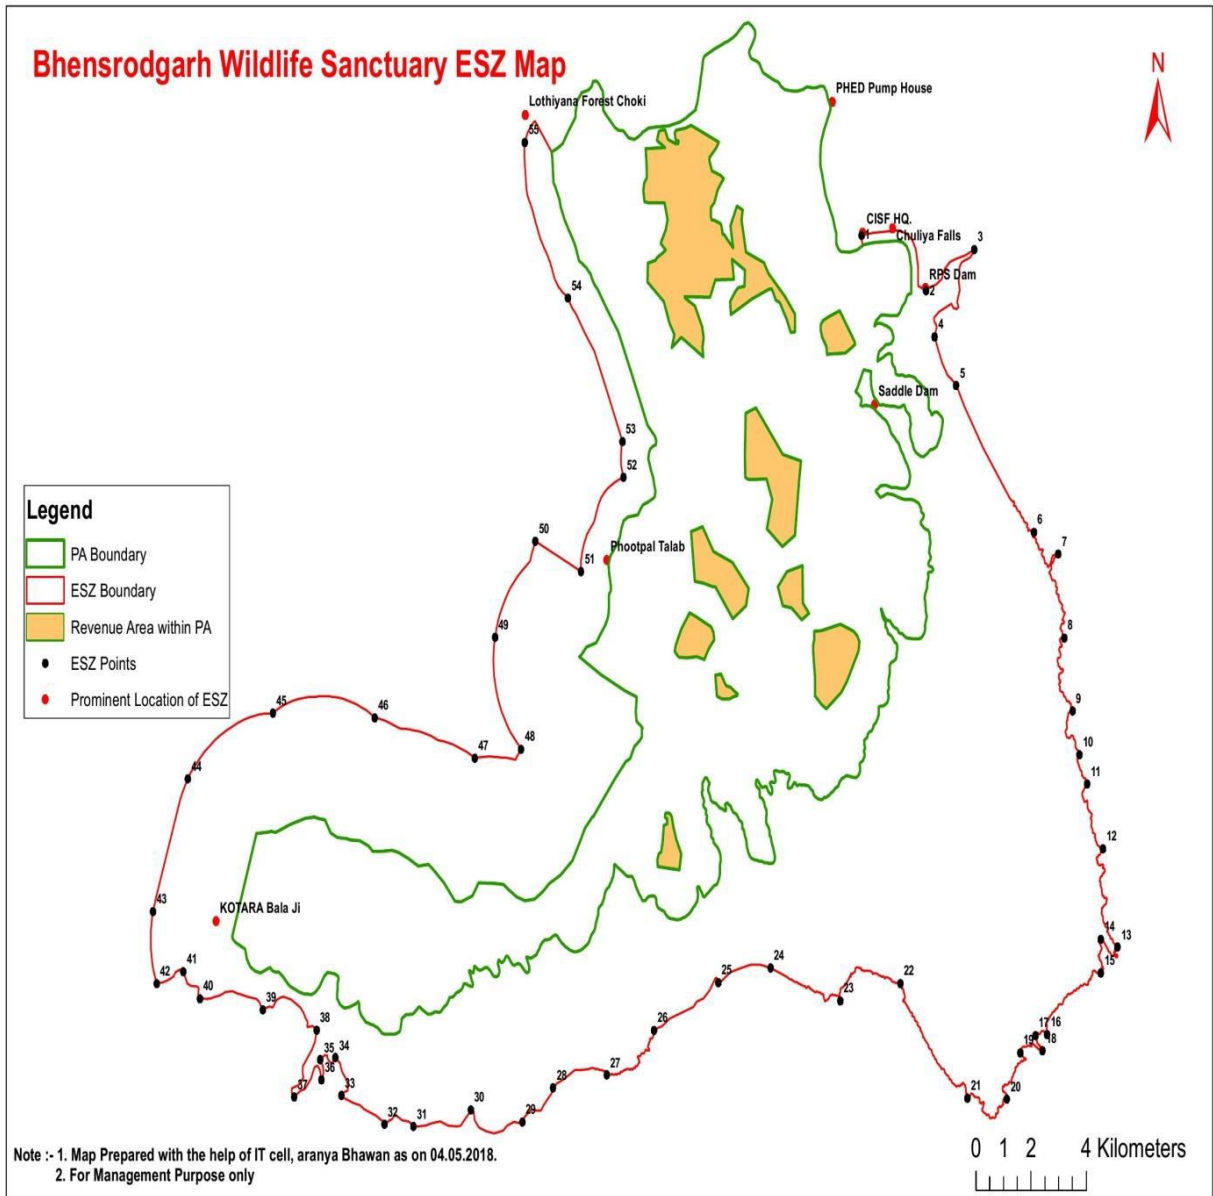 Bhensrodgarh Wildlife Sanctuary ESZ Map
N
PHED Pump House
Lothiyana Forest Choki
55
CISF HQ.
1
Chuliya Falls
3
RPS Dam
2
54
4
5
Saddle Dam
53
52
Legend
PA Boundary
ESZ Boundary
Revenue Area within PA
ESZ Points
Prominent Location of ESZ
50
51
Phootpal Talab
6
7
49
8
45
46
9
48
47
10
44
11
12
43
KOTARA Bala Ji
14
13
42
41
15
24
25
22
40
23
39
38
26
17
16
35
34
19
18
36
27
37
33
28
21
20
30
29
32
31
Note :- 1. Map Prepared with the help of IT cell, aranya Bhawan as on 04.05.2018.
2. For Management Purpose only
0 1 2 4 Kilometers